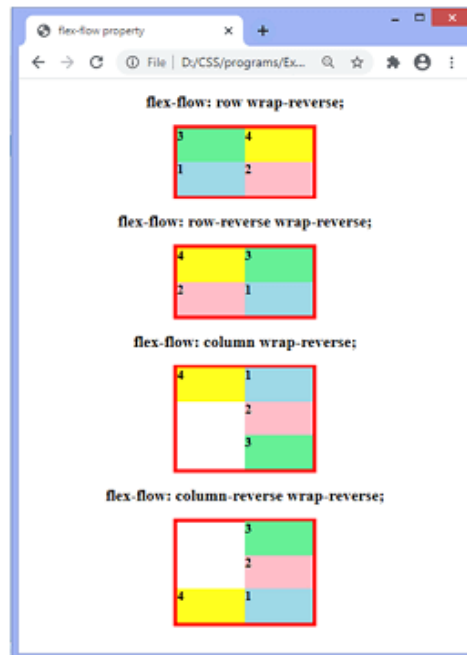 flex-flow property
File | D:/CSS/programs/Ex...
flex-flow: row wrap-reverse;
3 4
1 2
flex-flow: row-reverse wrap-reverse;
4 3
2 1
flex-flow: column wrap-reverse;
4 1
2
3
flex-flow: column-reverse wrap-reverse;
3
2
4 1